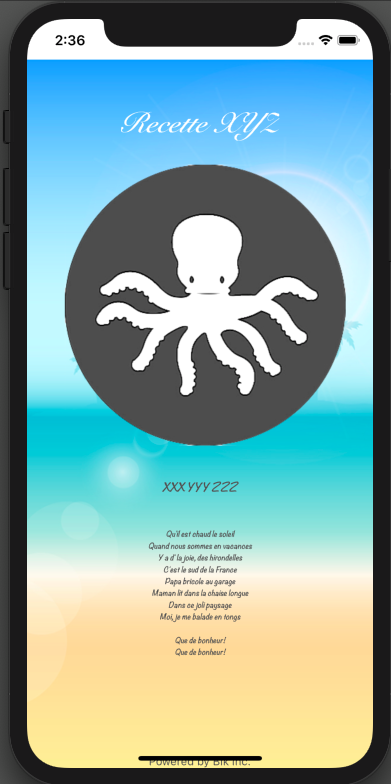 2:36
Recette XYZ
XXX YYY ZZZ
Qu'il est chaud le soleil
Quand nous sommes en vacances
Y a d' la joie, des hirondelles
C'est le sud de la France
Papa bricole au garage
Maman lit dans la chaise longue
Dans ce joli paysage
Moi, je me balade en tongs
Que de bonheur!
Que de bonheur!
Powered by Bik Inc.